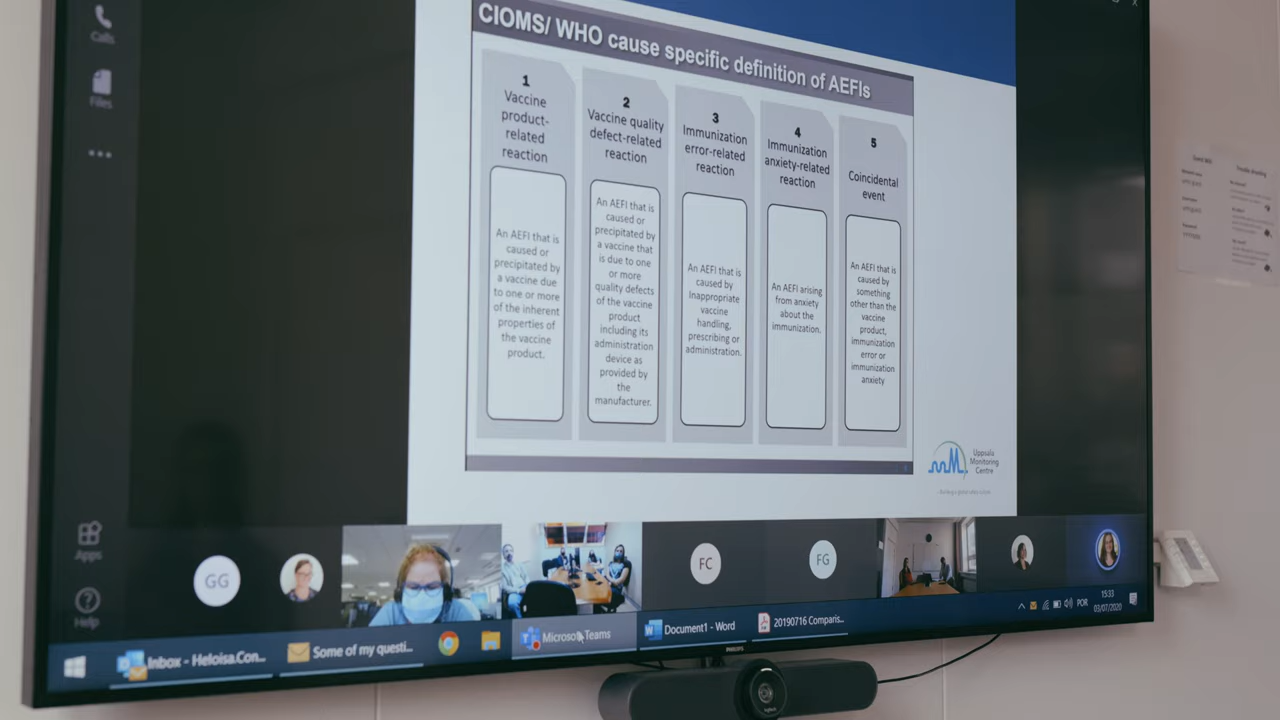 Calls
Files
CIOMS/ WHO cause specific definition of AEFIs
1
Vaccine
product-
related
reaction
An AEFI that is
caused or
precipitated by
a vaccine due
to one or more
of the inherent
properties of
the vaccine
product.
2
Vaccine quality
defect-related
reaction
An AEFI that is
caused or
precipitated by
a vaccine that
is due to one
or more
quality defects
of the vaccine
product
including its
administration
device as
provided by
the
manufacturer.
3
Immunization
error-related
reaction
An AEFI that is
caused by
inappropriate
vaccine
handling,
prescribing or
administration.
4
Immunization
anxiety-related
reaction
An AEFI arising
from anxiety
about the
immunization.
5
Coincidental
event
An AEFI that is
caused by
something
other than the
vaccine
product,
immunization
error or
immunization
anxiety
Uppsala
Monitoring
Centre
Apps
Help
GG
FC
FG
Inbox - Heloisa.Con...
Some of my questi...
Microsoft Teams
Document1 - Word
20190716 Comparis...
POR
15:33
03/07/2020
PHILIPS
logitech